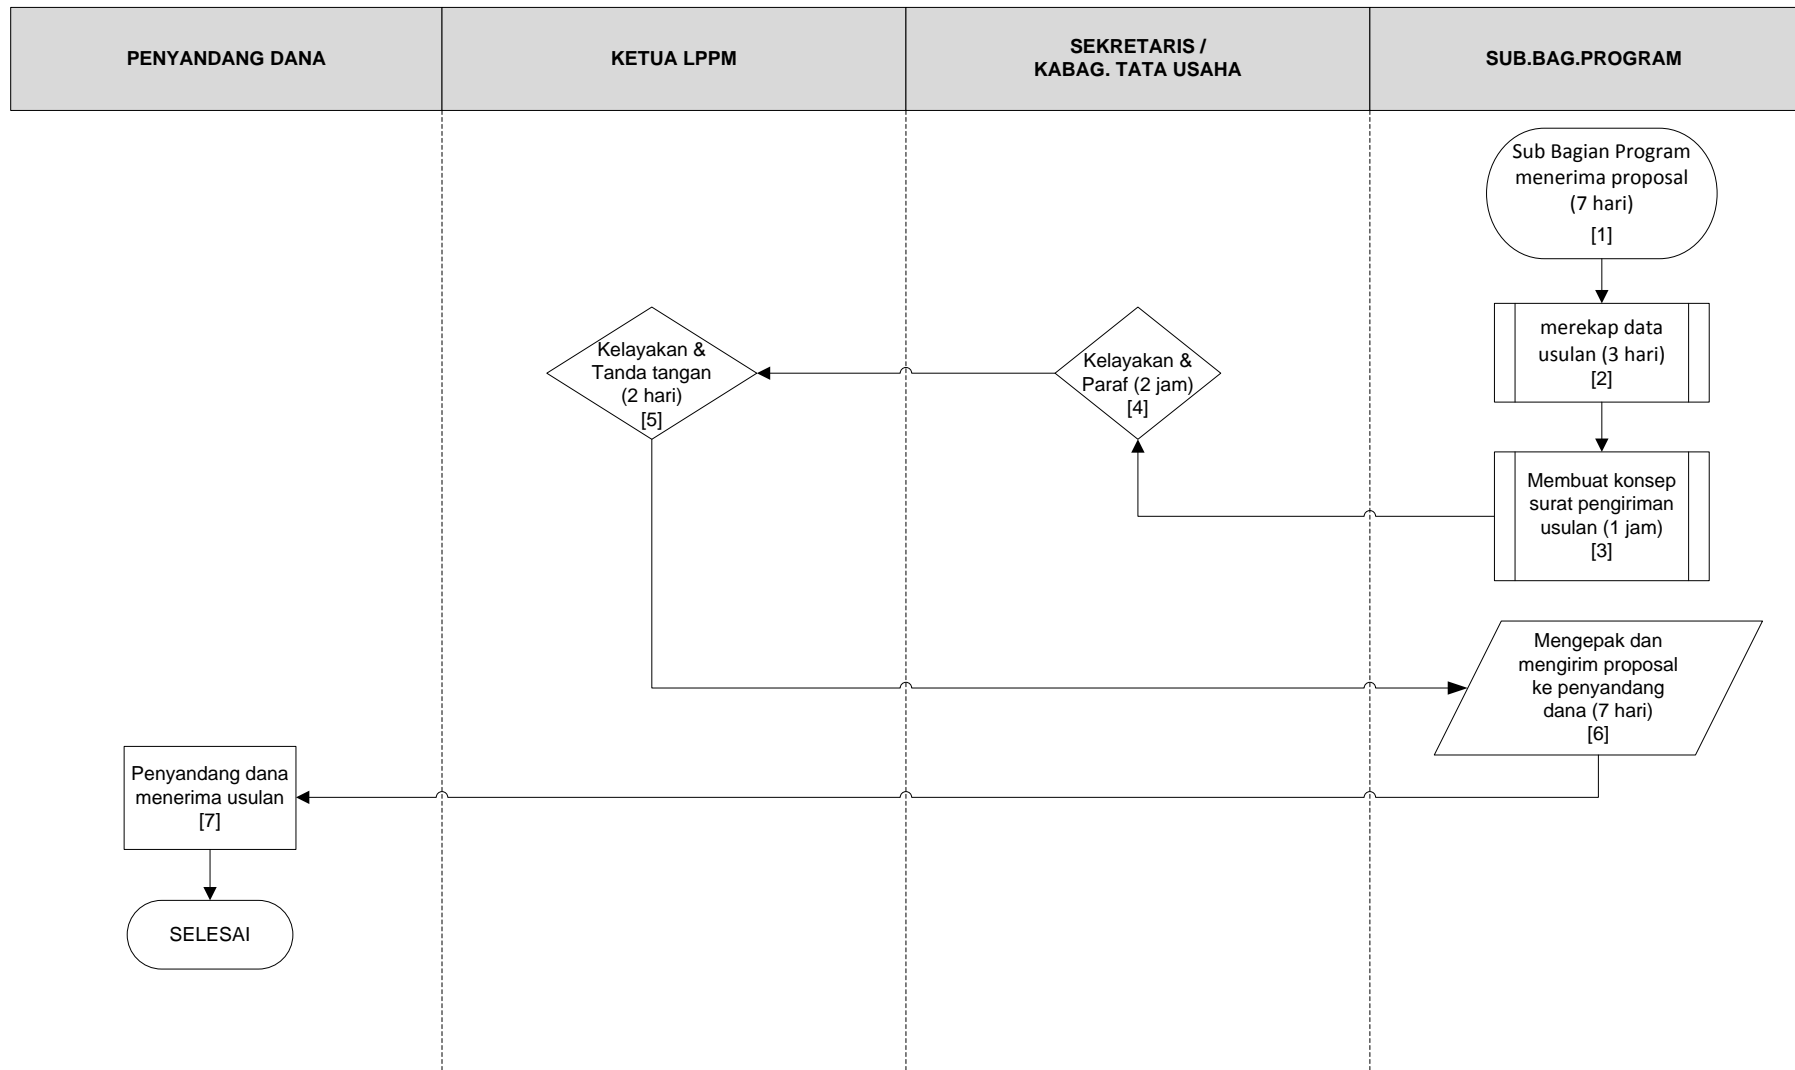 PENYANDANG DANA
KETUA LPPM
SEKRETARIS /
KABAG. TATA USAHA
SUB.BAG.PROGRAM
Sub Bagian Program
menerima proposal
(7 hari)
[1]
merekap data
usulan (3 hari)
[2]
Membuat konsep
surat pengiriman
usulan (1 jam)
[3]
Kelayakan &
Paraf (2 jam)
[4]
Kelayakan &
Tanda tangan
(2 hari)
[5]
Mengepak dan
mengirim proposal
ke penyandang
dana (7 hari)
[6]
Penyandang dana
menerima usulan
[7]
SELESAI